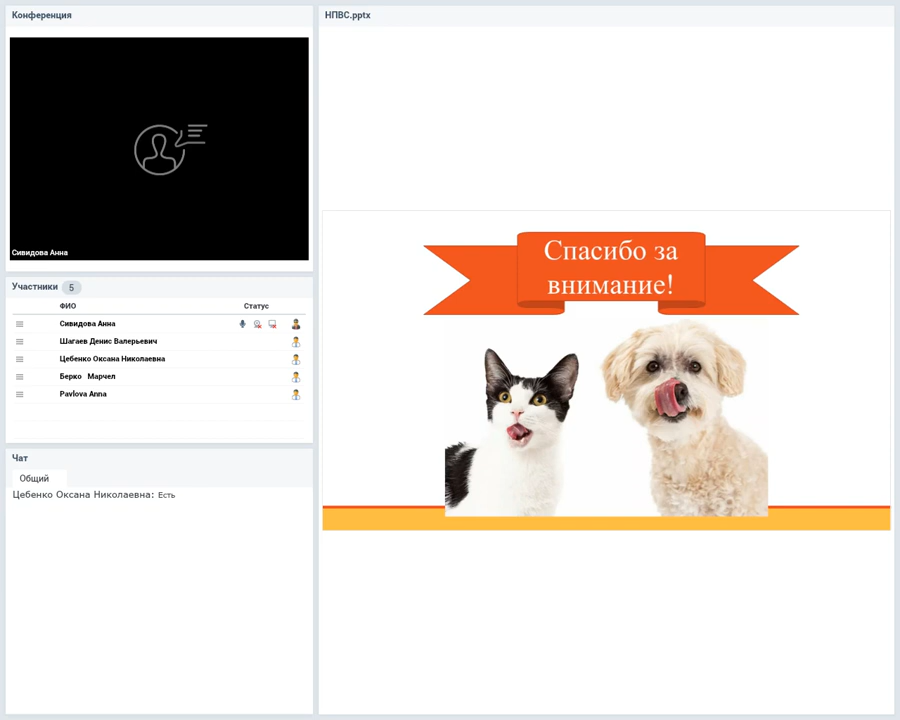 Конференция
Сивидова Анна
Участники 5
ФИО Статус
Сивидова Анна
Шагаев Денис Валерьевич
Цебенко Оксана Николаевна
Берко Марчел
Pavlova Anna
Чат
Общий
Цебенко Оксана Николаевна: Есть
НПВС.pptx
Спасибо за
внимание!